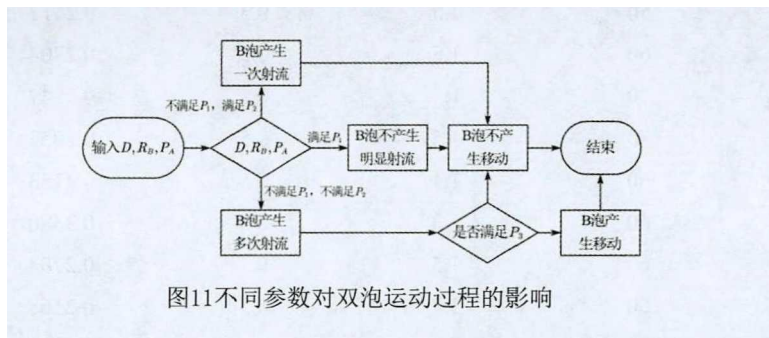 B泡产生
一次射流
不满足P₁，满足P₂
输入D, R_B, P_A
D, R_B, P_A
满足P₁
B泡不产生
明显射流
B泡不产
生移动
结束
不满足P₁，不满足P₂
B泡产生
多次射流
是否满足P₃
B泡产
生移动
图11不同参数对双泡运动过程的影响